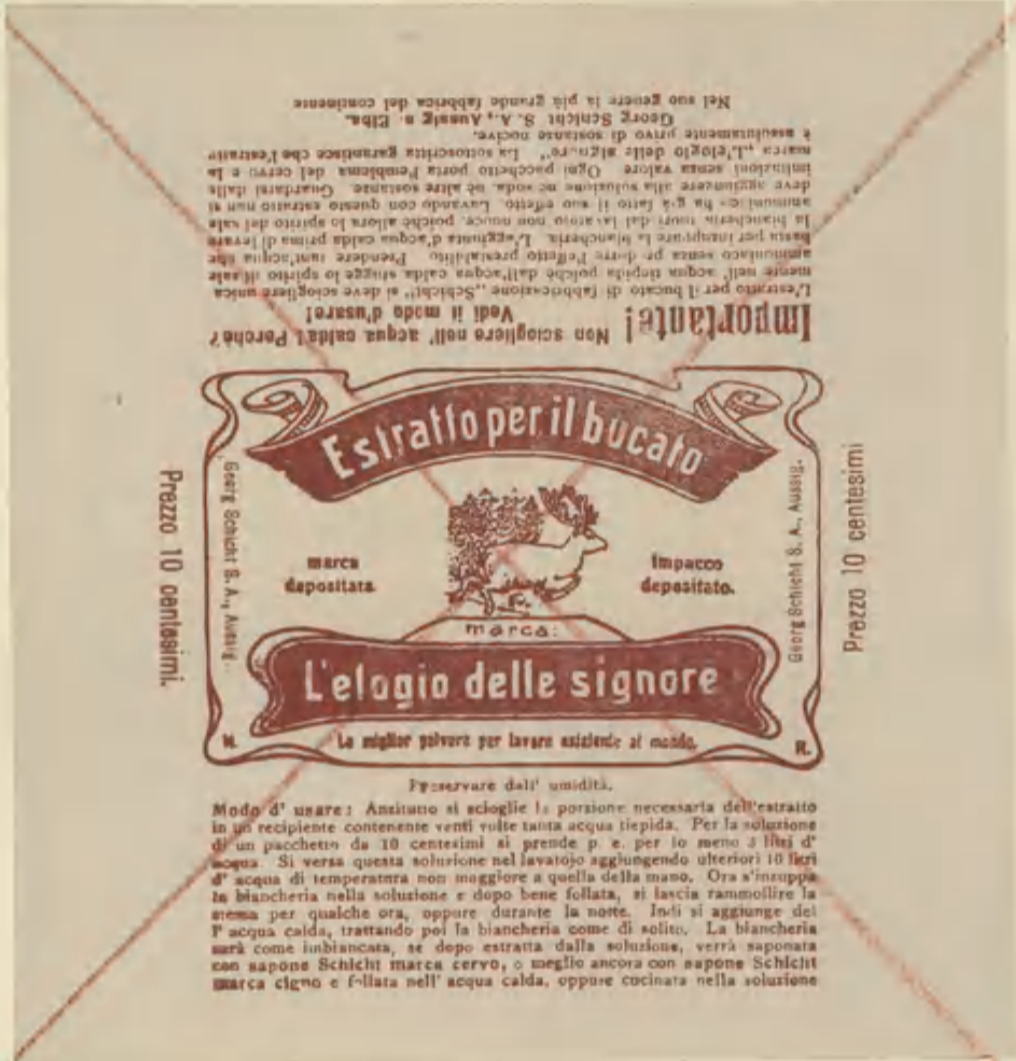 Importante! Non sciogliere nell' acqua calda! Perchè?
Vedi il modo d'usare!
L'estratto per il bucato di fabbricazione „Schicht“ si deve sciogliere unica
mente nell' acqua tiepida poichè dall'acqua calda sfugge lo spirito di sale
ammoniaco senza produrre l'effetto prestabilito. Prendere tant'acqua che
basta per inzuppare la biancheria. L'aggiunta d'acqua calda prima di levare
la biancheria fuori dal lavatoio non nuoce, poichè allora lo spirito del sale
ammoniaco ha già fatto il suo effetto. Lavando con questo estratto non si
deve aggiungere alla soluzione nè soda, nè altre sostanze. Guardarsi dalle
imitazioni senza valore. Ogni pacchetto porta l'emblema del cervo e la
marca „L'elogio delle signore“. La sottoscritta garantisce che l'estratto
è assolutamente privo di sostanze nocive.
Georg Schicht S. A., Aussig a. Elba.
Nel suo genere la più grande fabbrica del continente
Estratto per il bucato
Prezzo 10 centesimi.
Georg Schicht S. A., Aussig.
marca
depositata
impacco
depositato.
Georg Schicht S. A., Aussig.
Prezzo 10 centesimi
marca:
L'elogio delle signore
La miglior polvere per lavare esistente al mondo.
R.
Preservare dall' umidità.
Modo d' usare: Anzitutto si scioglie la porzione necessaria dell'estratto
in un recipiente contenente venti volte tanta acqua tiepida. Per la soluzione
di un pacchetto da 10 centesimi si prende p. e. per lo meno 3 litri d'
acqua. Si versa questa soluzione nel lavatojo aggiungendo ulteriori 10 litri
d' acqua di temperatura non maggiore a quella della mano. Ora s'inzuppa
la biancheria nella soluzione e dopo bene follata, si lascia rammollire la
stessa per qualche ora, oppure durante la notte. Indi si aggiunge del
l' acqua calda, trattando poi la biancheria come di solito. La biancheria
sarà come imbiancata, se dopo estratta dalla soluzione, verrà saponata
con sapone Schicht marca cervo, o meglio ancora con sapone Schicht
marca cigno e follata nell' acqua calda, oppure cucinata nella soluzione